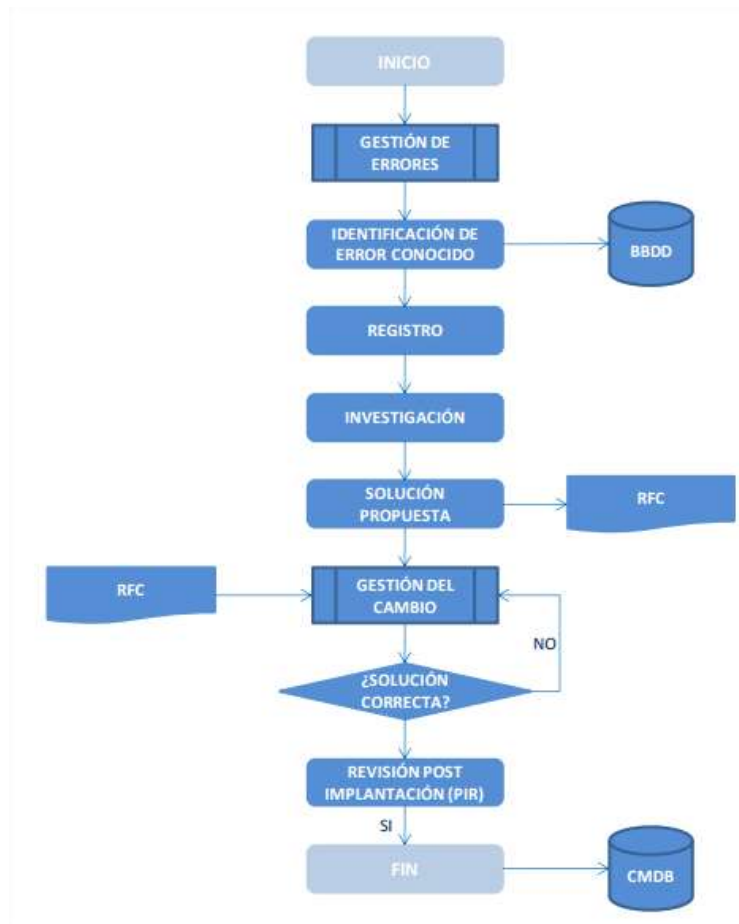 INICIO
GESTIÓN DE
ERRORES
IDENTIFICACIÓN DE
ERROR CONOCIDO
BBDD
REGISTRO
INVESTIGACIÓN
SOLUCIÓN
PROPUESTA
RFC
RFC
GESTIÓN DEL
CAMBIO
NO
¿SOLUCIÓN
CORRECTA?
REVISIÓN POST
IMPLANTACIÓN (PIR)
SI
FIN
CMDB